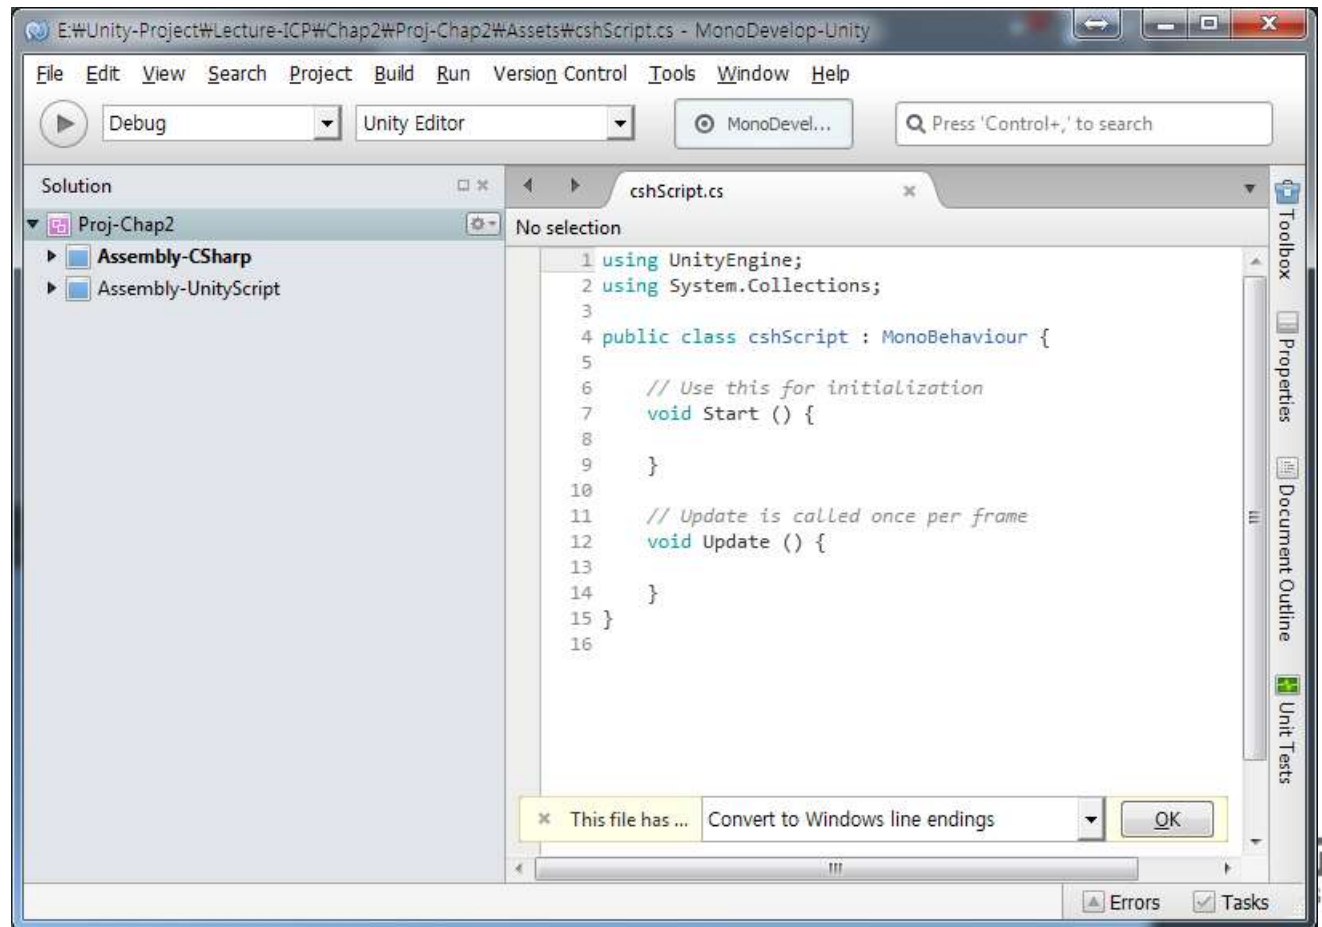 E:₩Unity-Project₩Lecture-ICP₩Chap2₩Proj-Chap2₩Assets₩cshScript.cs - MonoDevelop-Unity
File Edit View Search Project Build Run Version Control Tools Window Help
Debug Unity Editor MonoDevel... Press 'Control+,' to search
Solution
cshScript.cs
Proj-Chap2
No selection
Assembly-CSharp
Assembly-UnityScript
1 using UnityEngine;
2 using System.Collections;
3
4 public class cshScript : MonoBehaviour {
5
6 // Use this for initialization
7 void Start () {
8
9 }
10
11 // Update is called once per frame
12 void Update () {
13
14 }
15 }
16
This file has ... Convert to Windows line endings OK
Toolbox
Properties
Document Outline
Unit Tests
Errors Tasks